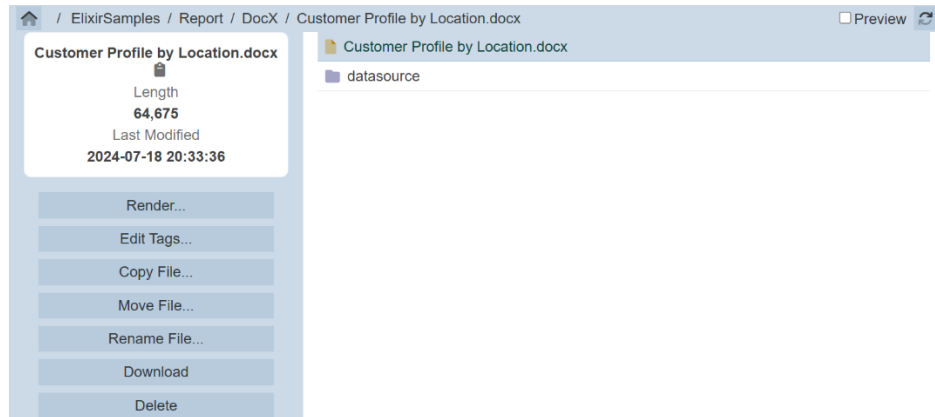 / ElixirSamples / Report / DocX / Customer Profile by Location.docx
Preview
Customer Profile by Location.docx
Length
64,675
Last Modified
2024-07-18 20:33:36
Render...
Edit Tags...
Copy File...
Move File...
Rename File...
Download
Delete
Customer Profile by Location.docx
datasource